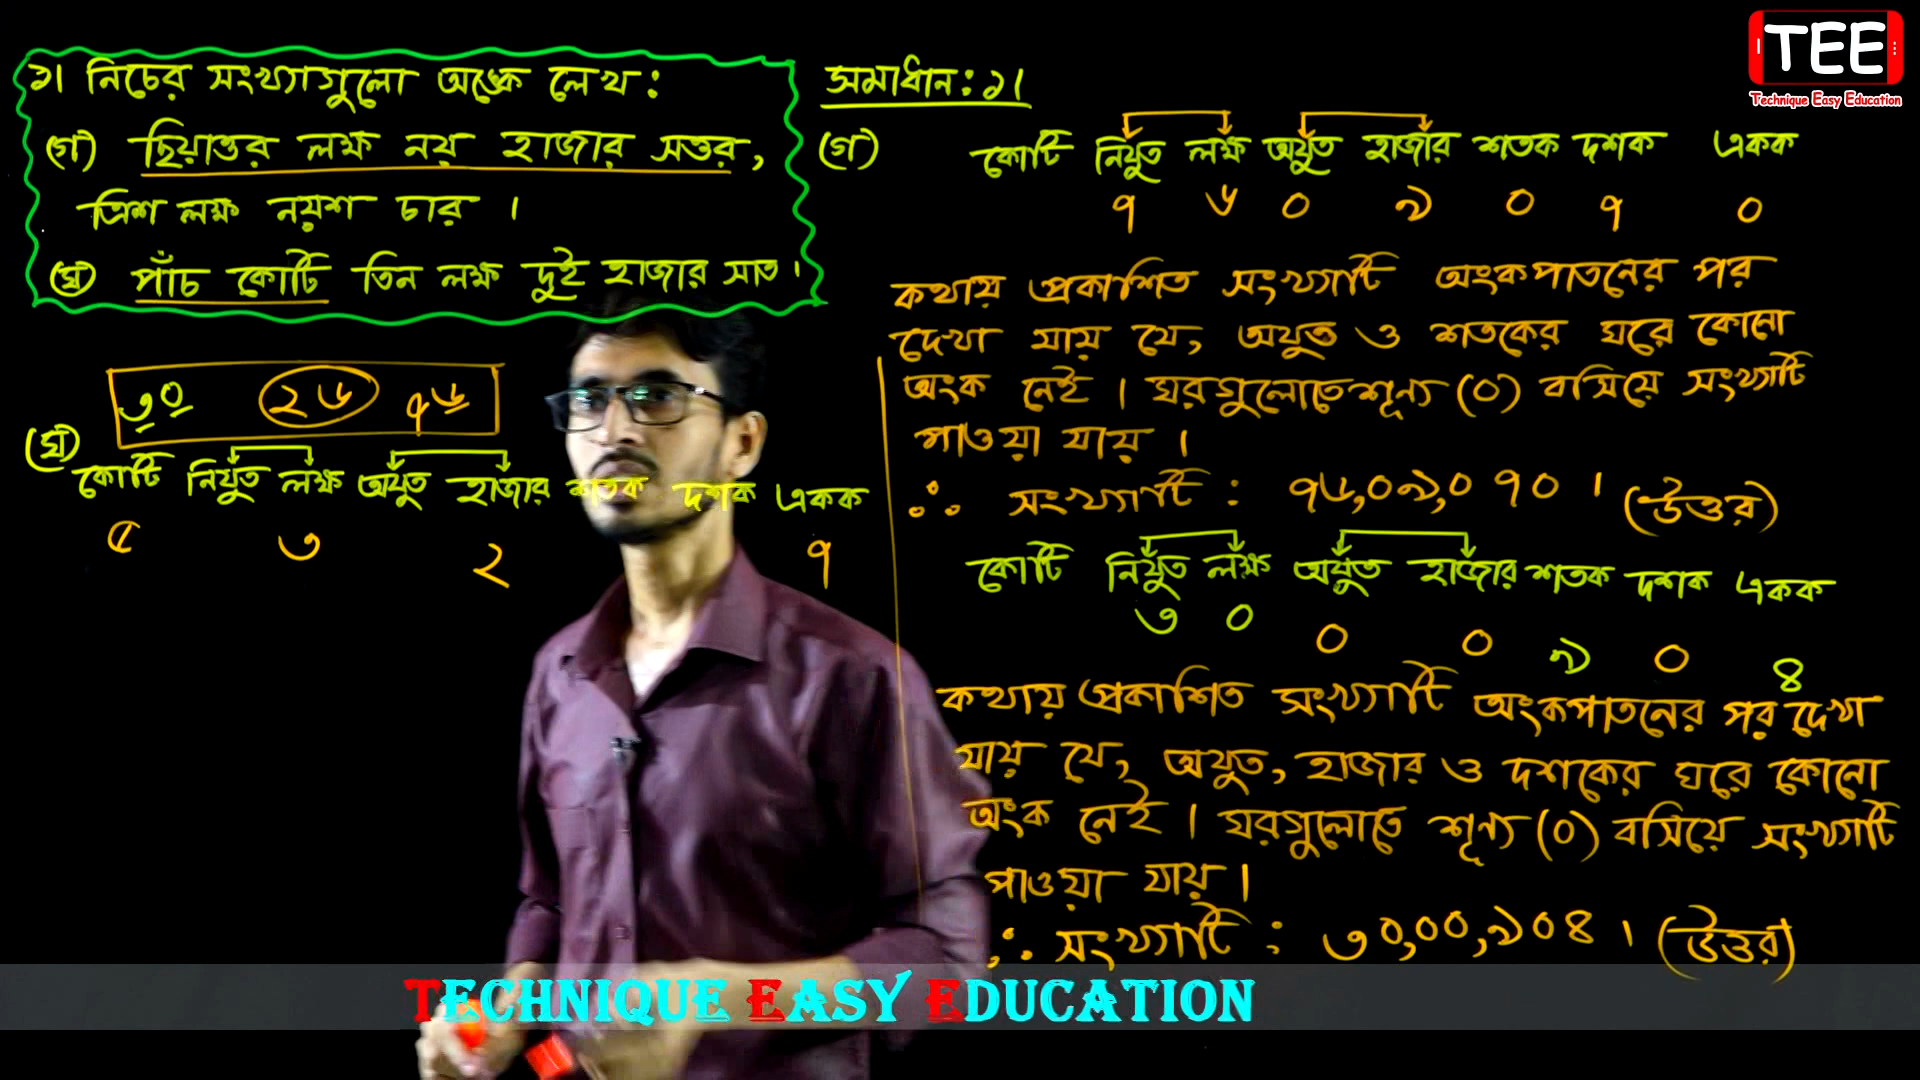 ১। নিচের সংখ্যাগুলো অঙ্কে লেখ:
(গ) ছিয়াত্তর লক্ষ নয় হাজার সত্তর,
ত্রিশ লক্ষ নয়শ চার ।
(ঘ) পাঁচ কোটি তিন লক্ষ দুই হাজার সাত।
৩০ ২৬ ৭৬
(ঘ)
কোটি নিযুত লক্ষ অযুত হাজার শতক দশক একক
৫ ৩ ২ ৭
সমাধান: ১।
(গ) কোটি নিযুত লক্ষ অযুত হাজার শতক দশক একক
৭ ৬ ০ ৯ ০ ৭ ০
কথায় প্রকাশিত সংখ্যাটি অংকপাতনের পর
দেখা যায় যে, অযুত ও শতকের ঘরে কোনো
অংক নেই । ঘরগুলোতে শূন্য (০) বসিয়ে সংখ্যাটি
পাওয়া যায় ।
∴ সংখ্যাটি : ৭৬,০৯,০৭০ । (উত্তর)
কোটি নিযুত লক্ষ অযুত হাজার শতক দশক একক
৩ ০ ০ ০ ৯ ০ ৪
কথায় প্রকাশিত সংখ্যাটি অংকপাতনের পর দেখা
যায় যে, অযুত, হাজার ও দশকের ঘরে কোনো
অংক নেই । ঘরগুলোতে শূন্য (০) বসিয়ে সংখ্যাটি
পাওয়া যায় ।
∴ সংখ্যাটি : ৩০,০০,৯০৪ । (উত্তর)
TEE
Technique Easy Education
TECHNIQUE EASY EDUCATION